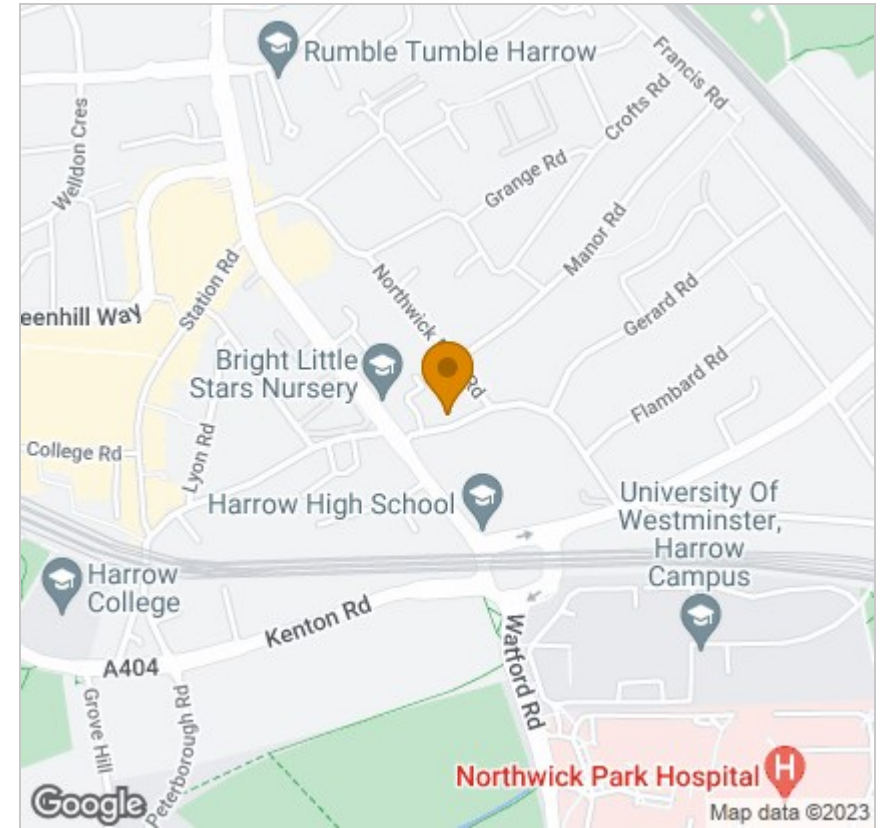 Rumble Tumble Harrow
Francis Rd
Crofts Rd
Welldon Cres
Grange Rd
Manor Rd
Station Rd
Northwick
Rd
eenhill Way
Gerard Rd
Bright Little
Stars Nursery
Flambard Rd
College Rd
Lyon Rd
Harrow High School
University Of
Westminster,
Harrow
Campus
Harrow
College
Kenton Rd
Watford Rd
A404
Grove Hill
Peterborough Rd
Northwick Park Hospital
H
Google
Map data ©2023